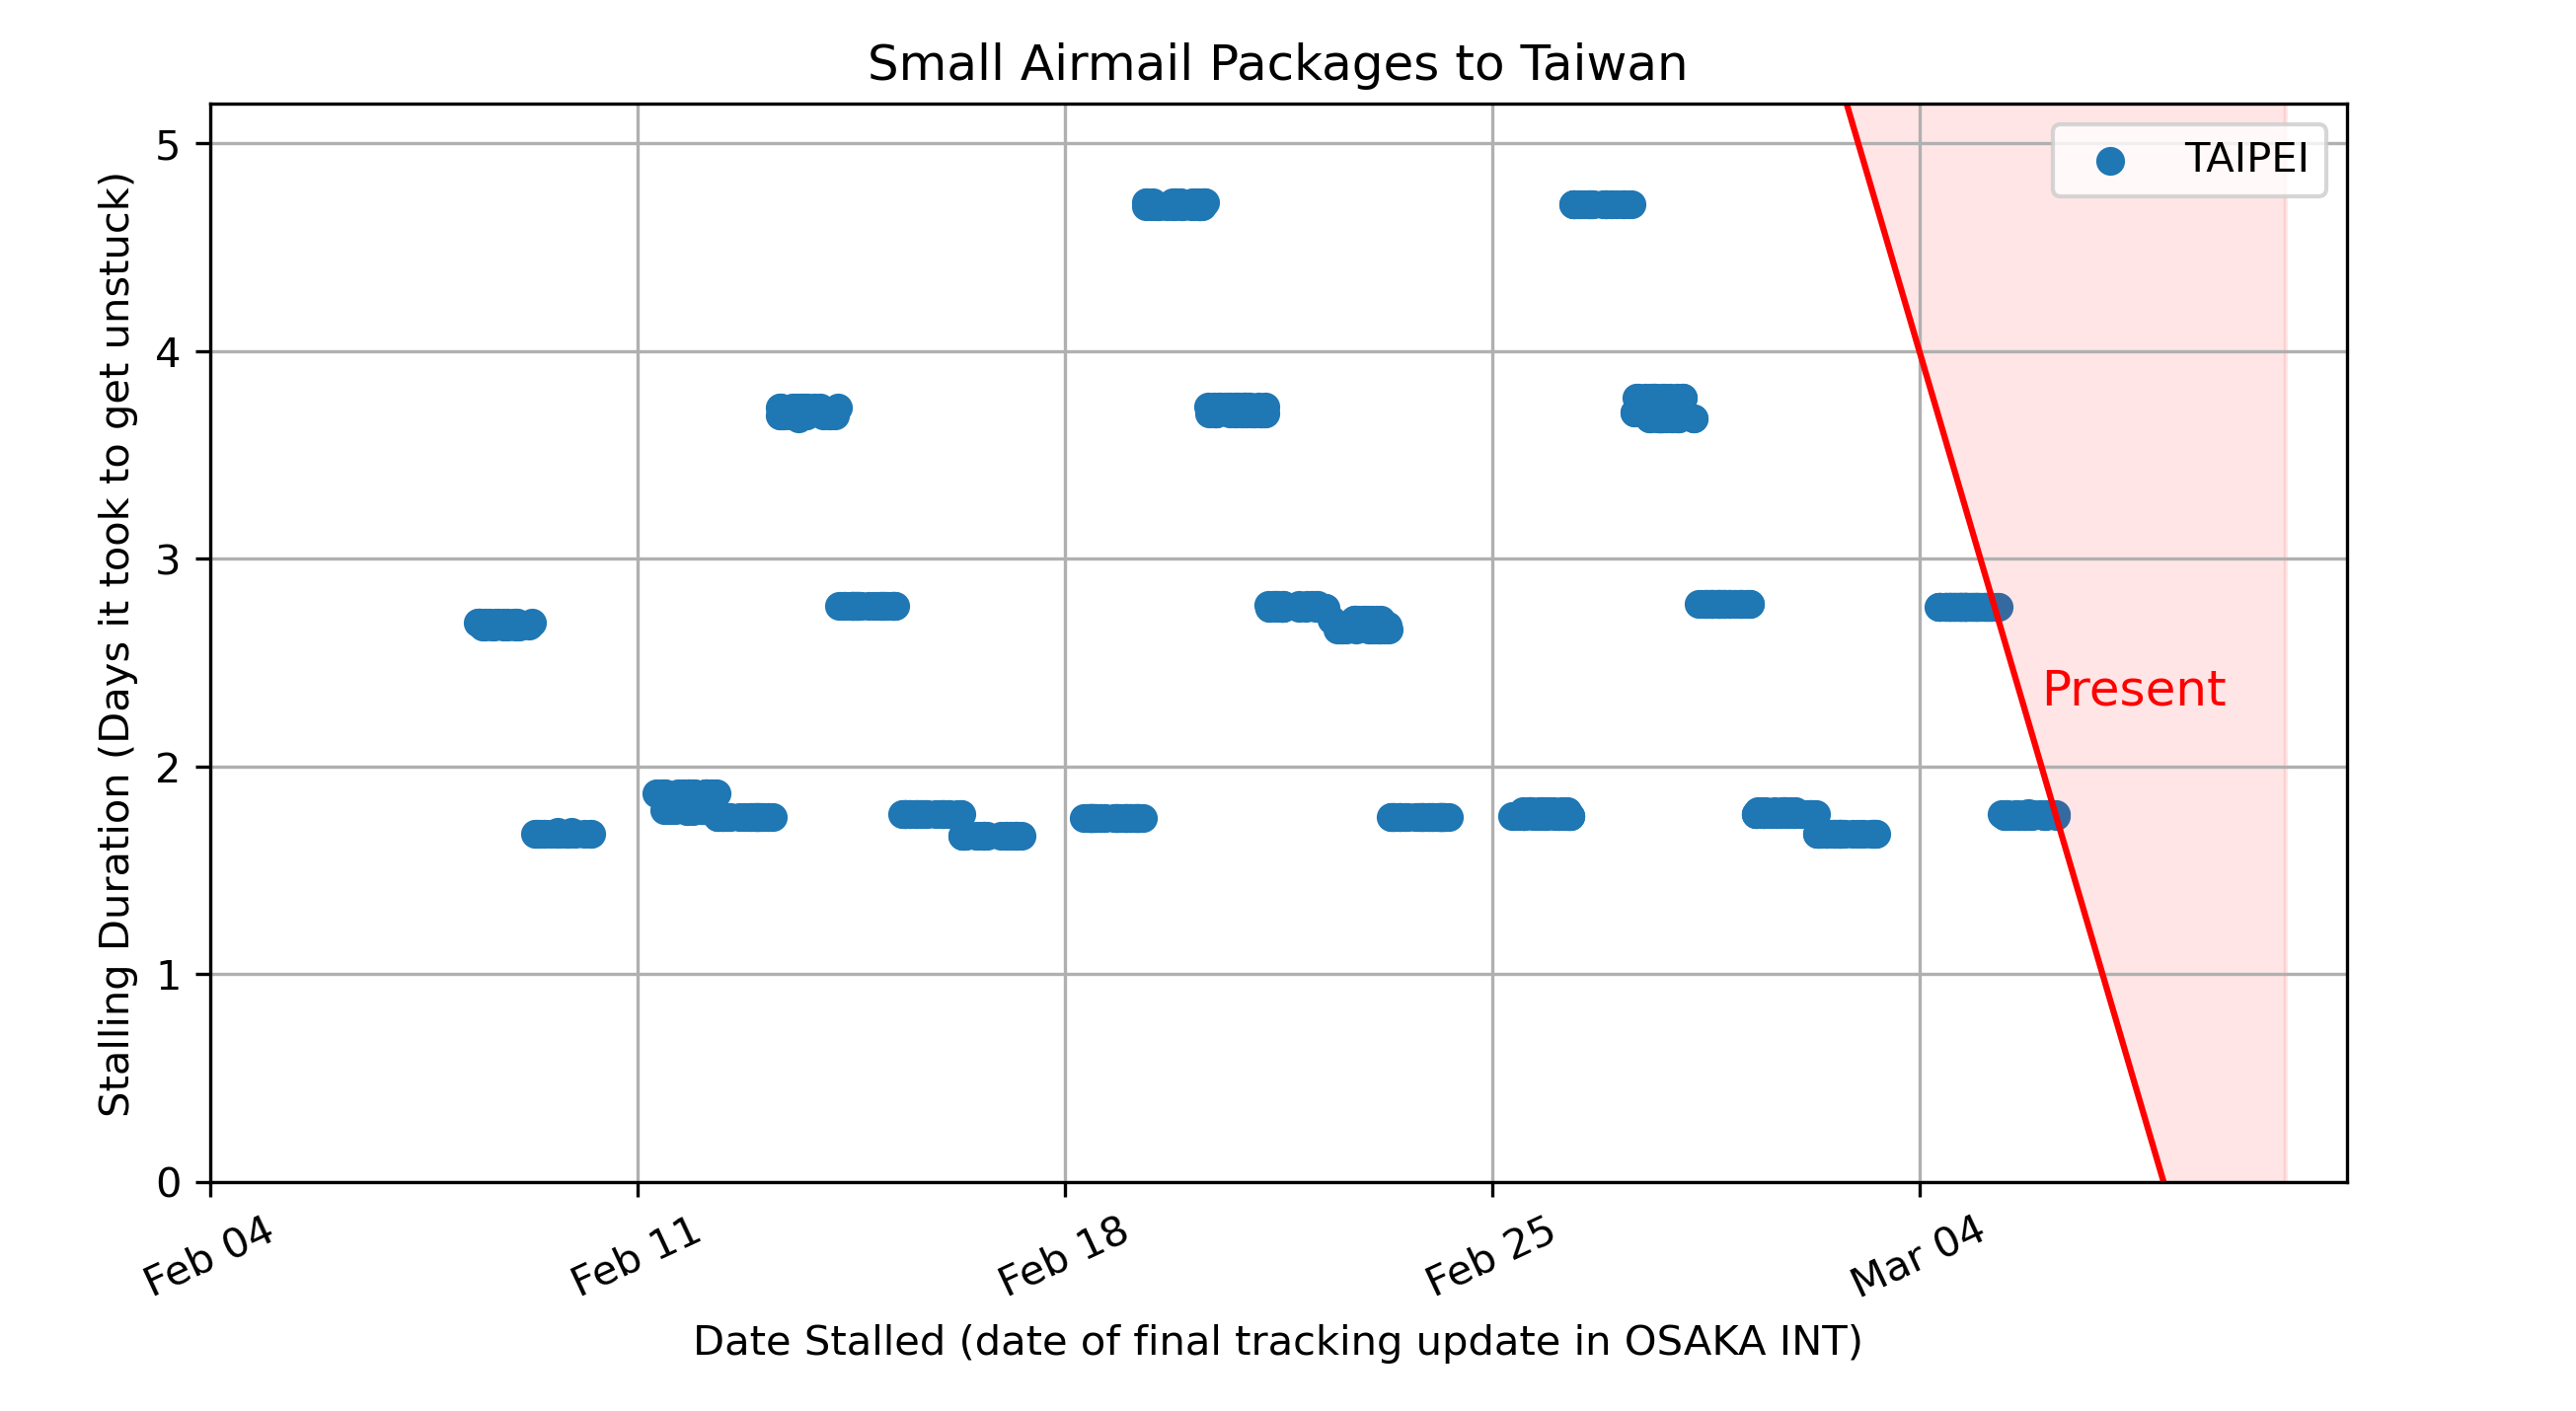 Small Airmail Packages to Taiwan
Stalling Duration (Days it took to get unstuck)
5
4
3
2
1
0
TAIPEI
Present
Feb 04
Feb 11
Feb 18
Feb 25
Mar 04
Date Stalled (date of final tracking update in OSAKA INT)